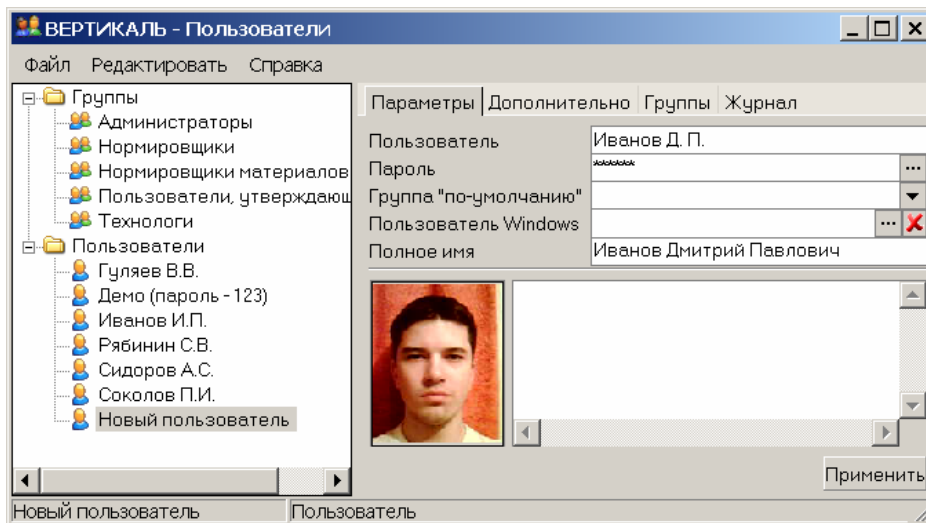 ВЕРТИКАЛЬ - Пользователи
Файл Редактировать Справка
Группы
Администраторы
Нормировщики
Нормировщики материалов
Пользователи, утверждающ
Технологи
Пользователи
Гуляев В.В.
Демо (пароль - 123)
Иванов И.П.
Рябинин С.В.
Сидоров А.С.
Соколов П.И.
Новый пользователь
Параметры Дополнительно Группы Журнал
Пользователь Иванов Д. П.
Пароль *******
Группа "по-умолчанию"
Пользователь Windows
Полное имя Иванов Дмитрий Павлович
Применить
Новый пользователь Пользователь